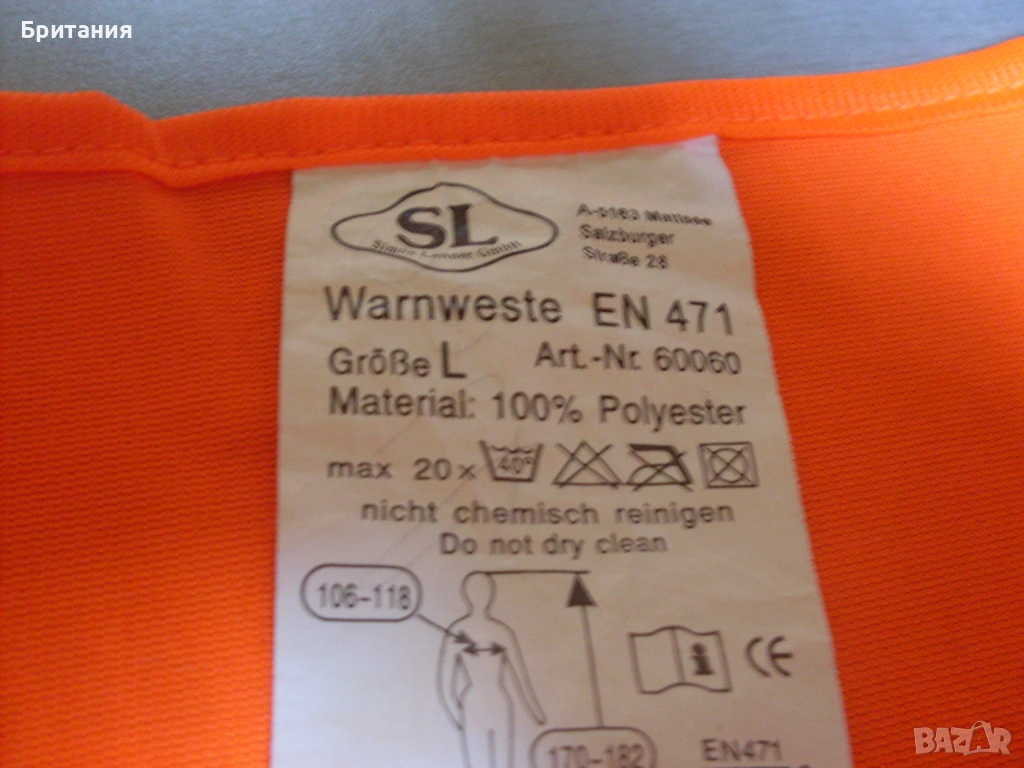 Британия
SL
GmbH
A-5163 Mattsee
Salzburger
Straße 28
Warnweste EN 471
Größe L Art.-Nr. 60060
Material: 100% Polyester
max 20x 40°
nicht chemisch reinigen
Do not dry clean
106-118
i CE
170-182
EN471
BAZAR